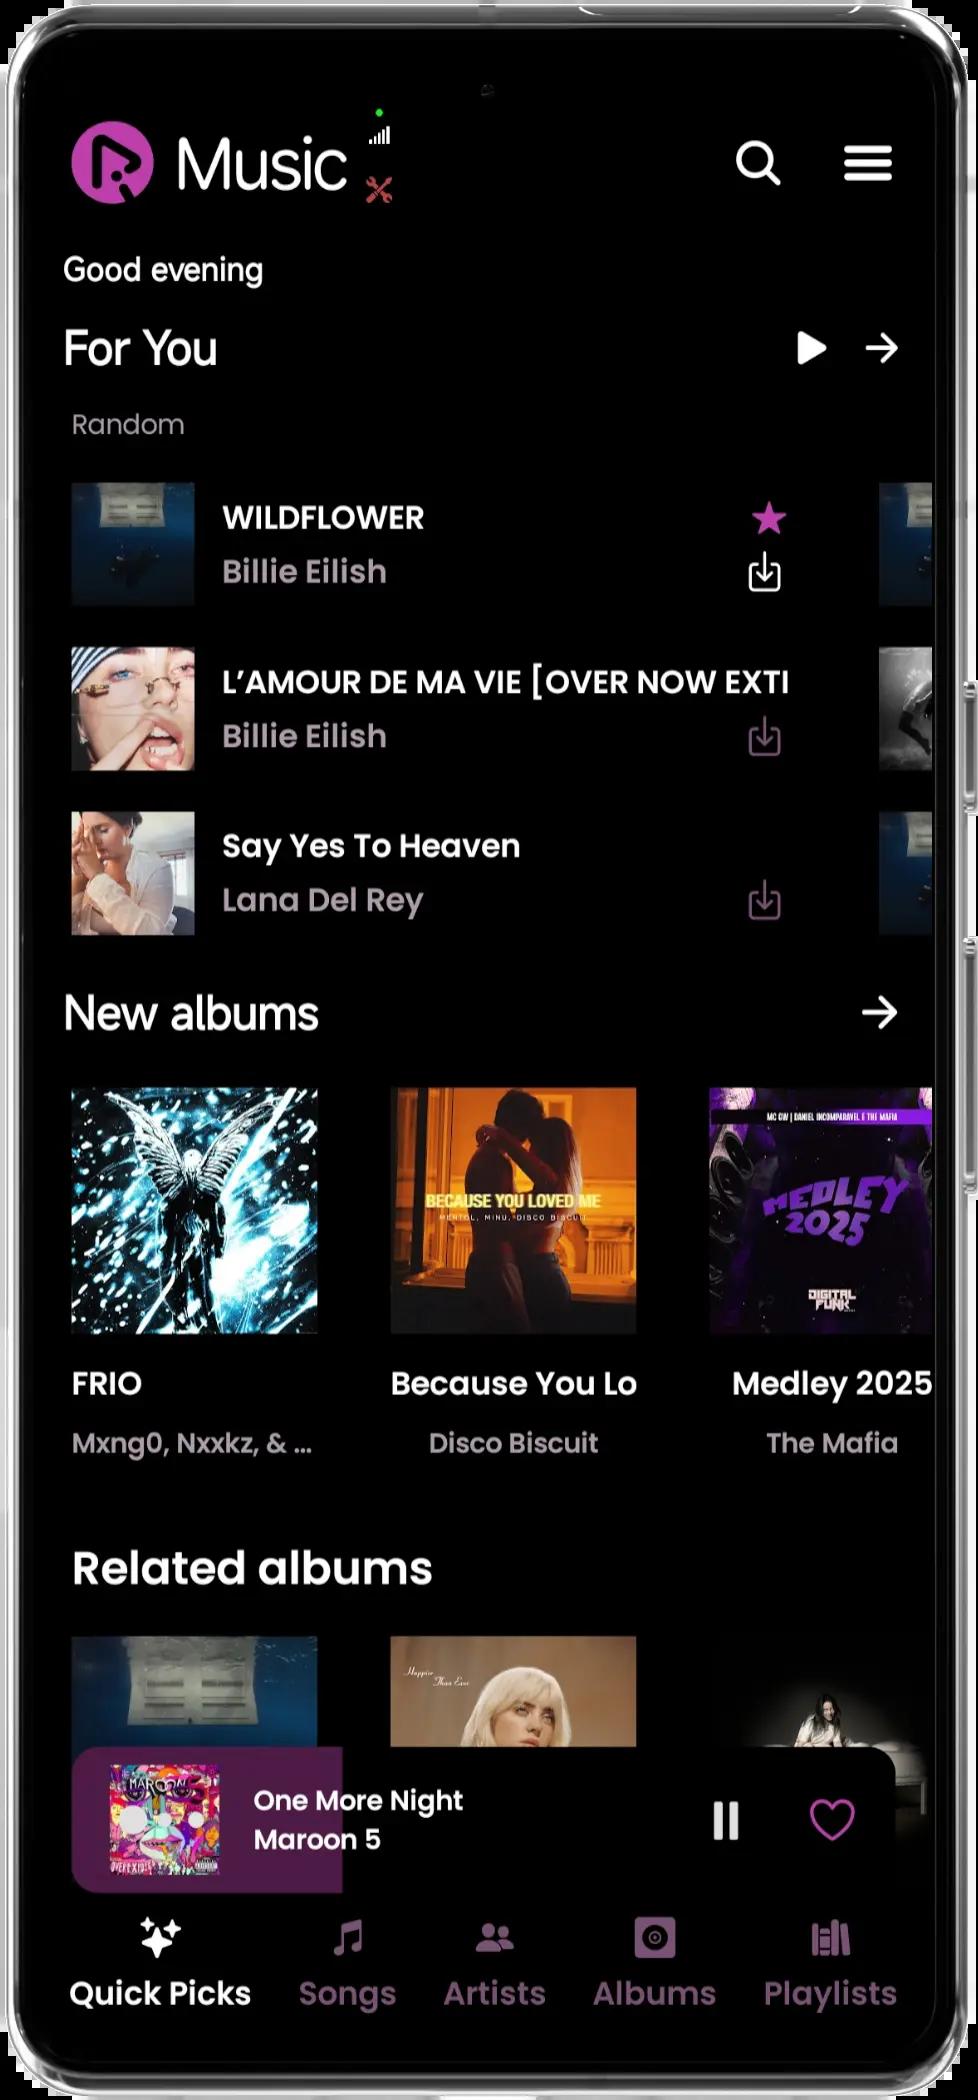 Music
Good evening
For You
Random
WILDFLOWER
Billie Eilish
L’AMOUR DE MA VIE [OVER NOW EXT
Billie Eilish
Say Yes To Heaven
Lana Del Rey
New albums
BECAUSE YOU LOVED ME
MENTOL, MINU, DISCO BISCUIT
MC GW | DANIEL INCOMPARAVEL E THE MAFIA
MEDLEY
2025
DIGITAL
FUNK
FRIO
Because You Lo
Medley 2025
Mxng0, Nxxkz, & ...
Disco Biscuit
The Mafia
Related albums
Happier
Than Ever
MAROON 5
OVEREXPOSED
One More Night
Maroon 5
Quick Picks
Songs
Artists
Albums
Playlists